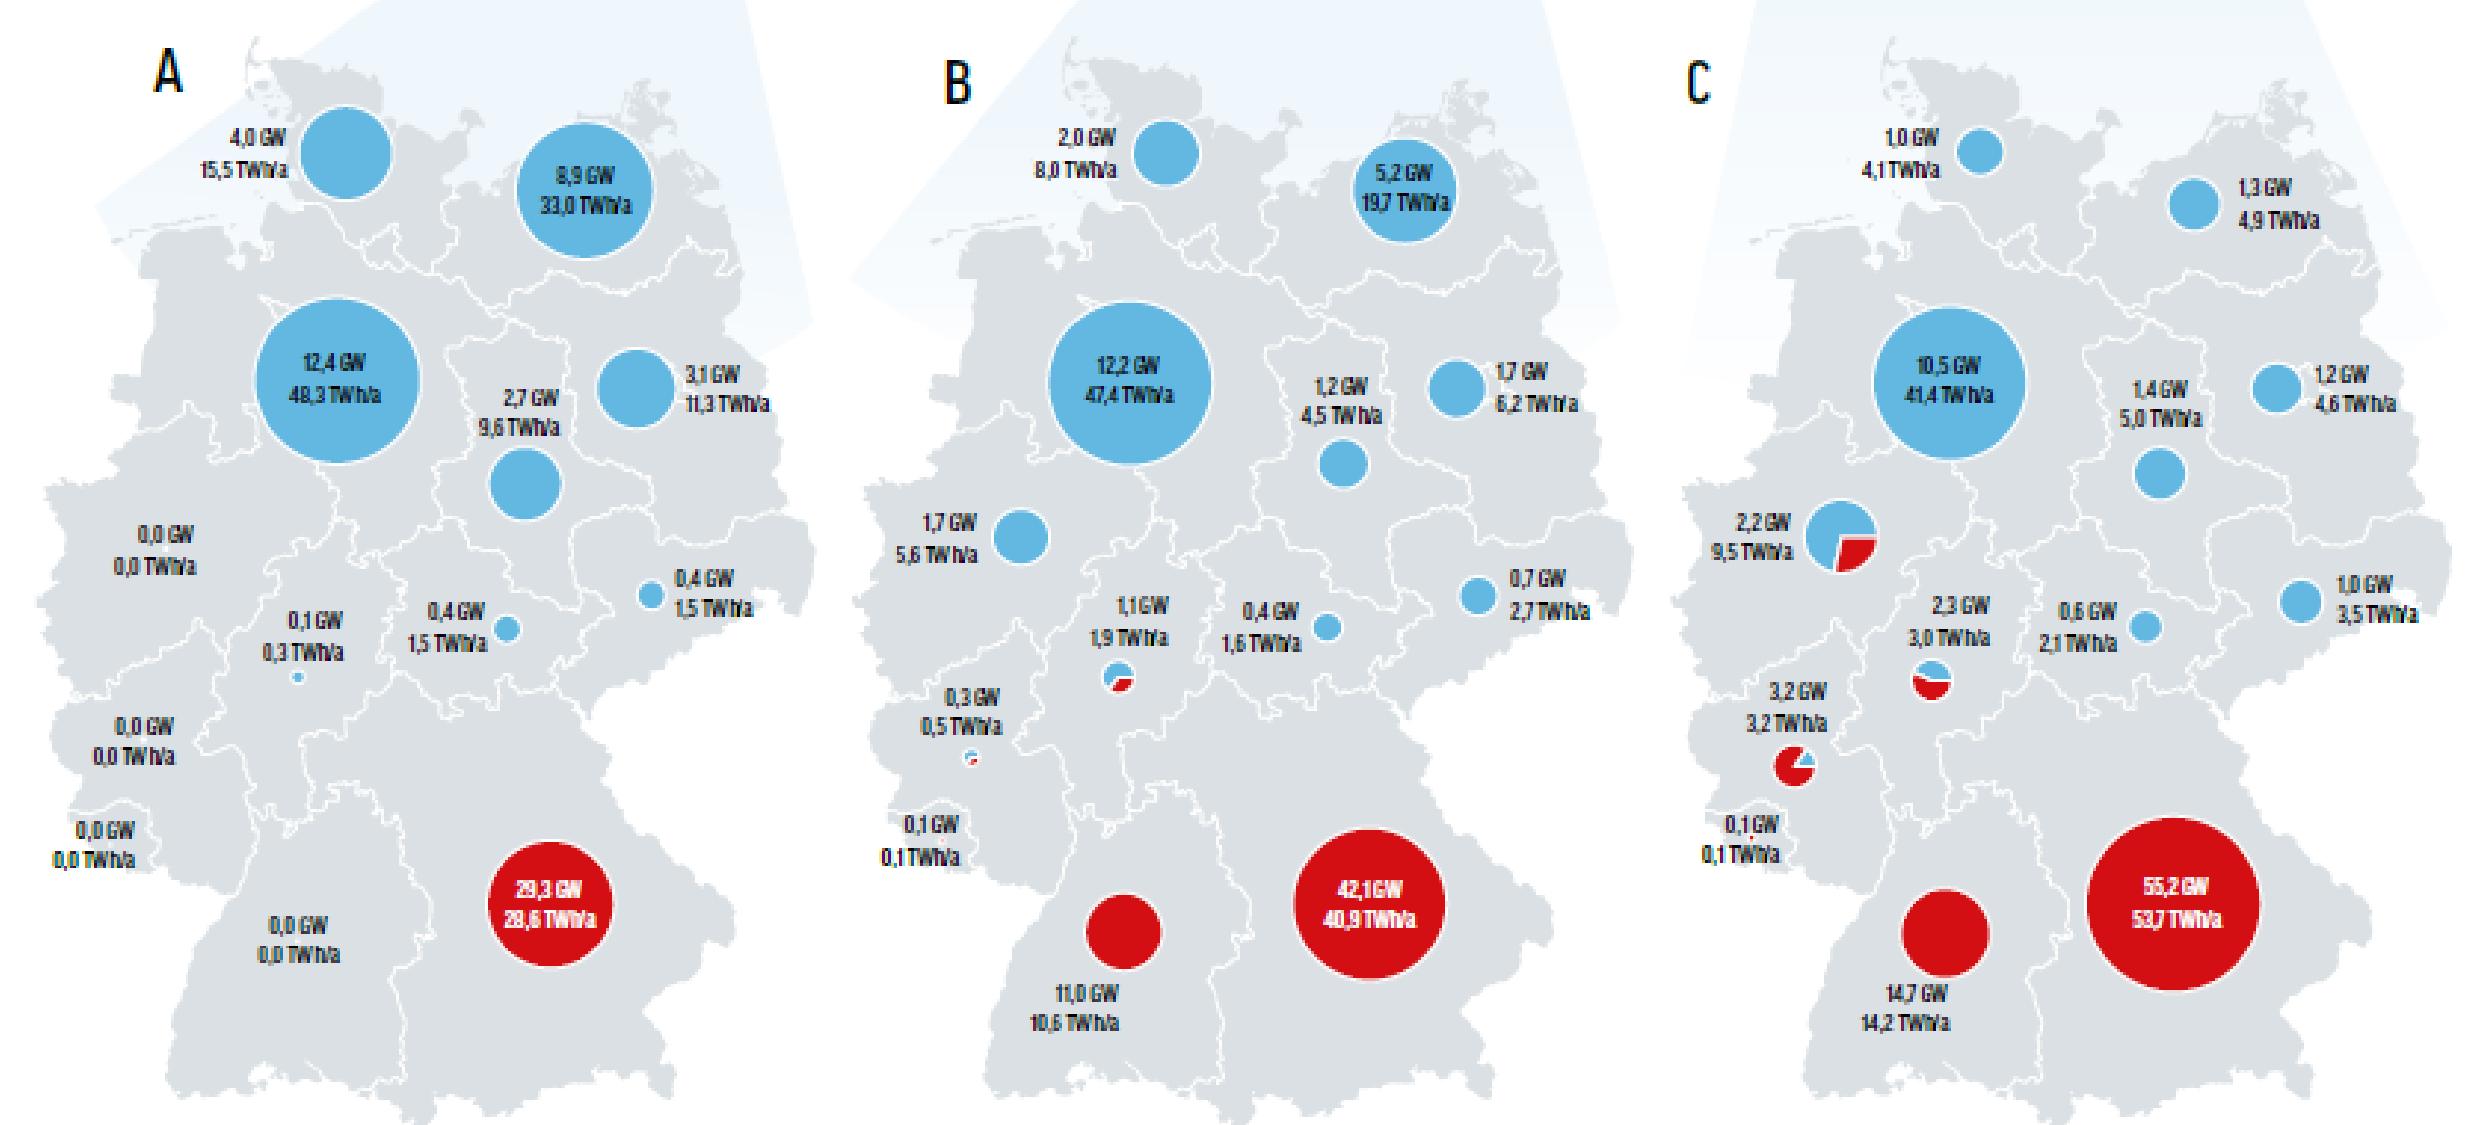 A
4,0 GW
15,5 TWh/a
8,9 GW
33,0 TWh/a
12,4 GW
48,3 TWh/a
2,7 GW
9,6 TWh/a
3,1 GW
11,3 TWh/a
0,0 GW
0,0 TWh/a
0,1 GW
0,3 TWh/a
0,4 GW
1,5 TWh/a
0,4 GW
1,5 TWh/a
0,0 GW
0,0 TWh/a
0,0 GW
0,0 TWh/a
0,0 GW
0,0 TWh/a
29,3 GW
28,6 TWh/a
B
2,0 GW
8,0 TWh/a
5,2 GW
19,7 TWh/a
12,2 GW
47,4 TWh/a
1,2 GW
4,5 TWh/a
1,7 GW
6,2 TWh/a
1,7 GW
5,6 TWh/a
1,1 GW
1,9 TWh/a
0,4 GW
1,6 TWh/a
0,7 GW
2,7 TWh/a
0,3 GW
0,5 TWh/a
0,1 GW
0,1 TWh/a
11,0 GW
10,6 TWh/a
42,1 GW
40,9 TWh/a
C
1,0 GW
4,1 TWh/a
1,3 GW
4,9 TWh/a
10,5 GW
41,4 TWh/a
1,4 GW
5,0 TWh/a
1,2 GW
4,6 TWh/a
2,2 GW
9,5 TWh/a
2,3 GW
3,0 TWh/a
0,6 GW
2,1 TWh/a
1,0 GW
3,5 TWh/a
3,2 GW
3,2 TWh/a
0,1 GW
0,1 TWh/a
14,7 GW
14,2 TWh/a
55,2 GW
53,7 TWh/a